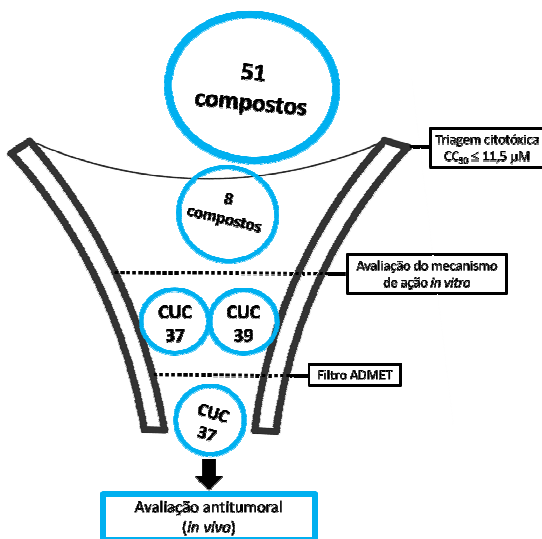 51
compostos
Triagem citotóxica
CC₅₀ ≤ 11,5 µM
8
compostos
Avaliação do mecanismo
de ação in vitro
CUC
37
CUC
39
Filtro ADMET
CUC
37
Avaliação antitumoral
(in vivo)